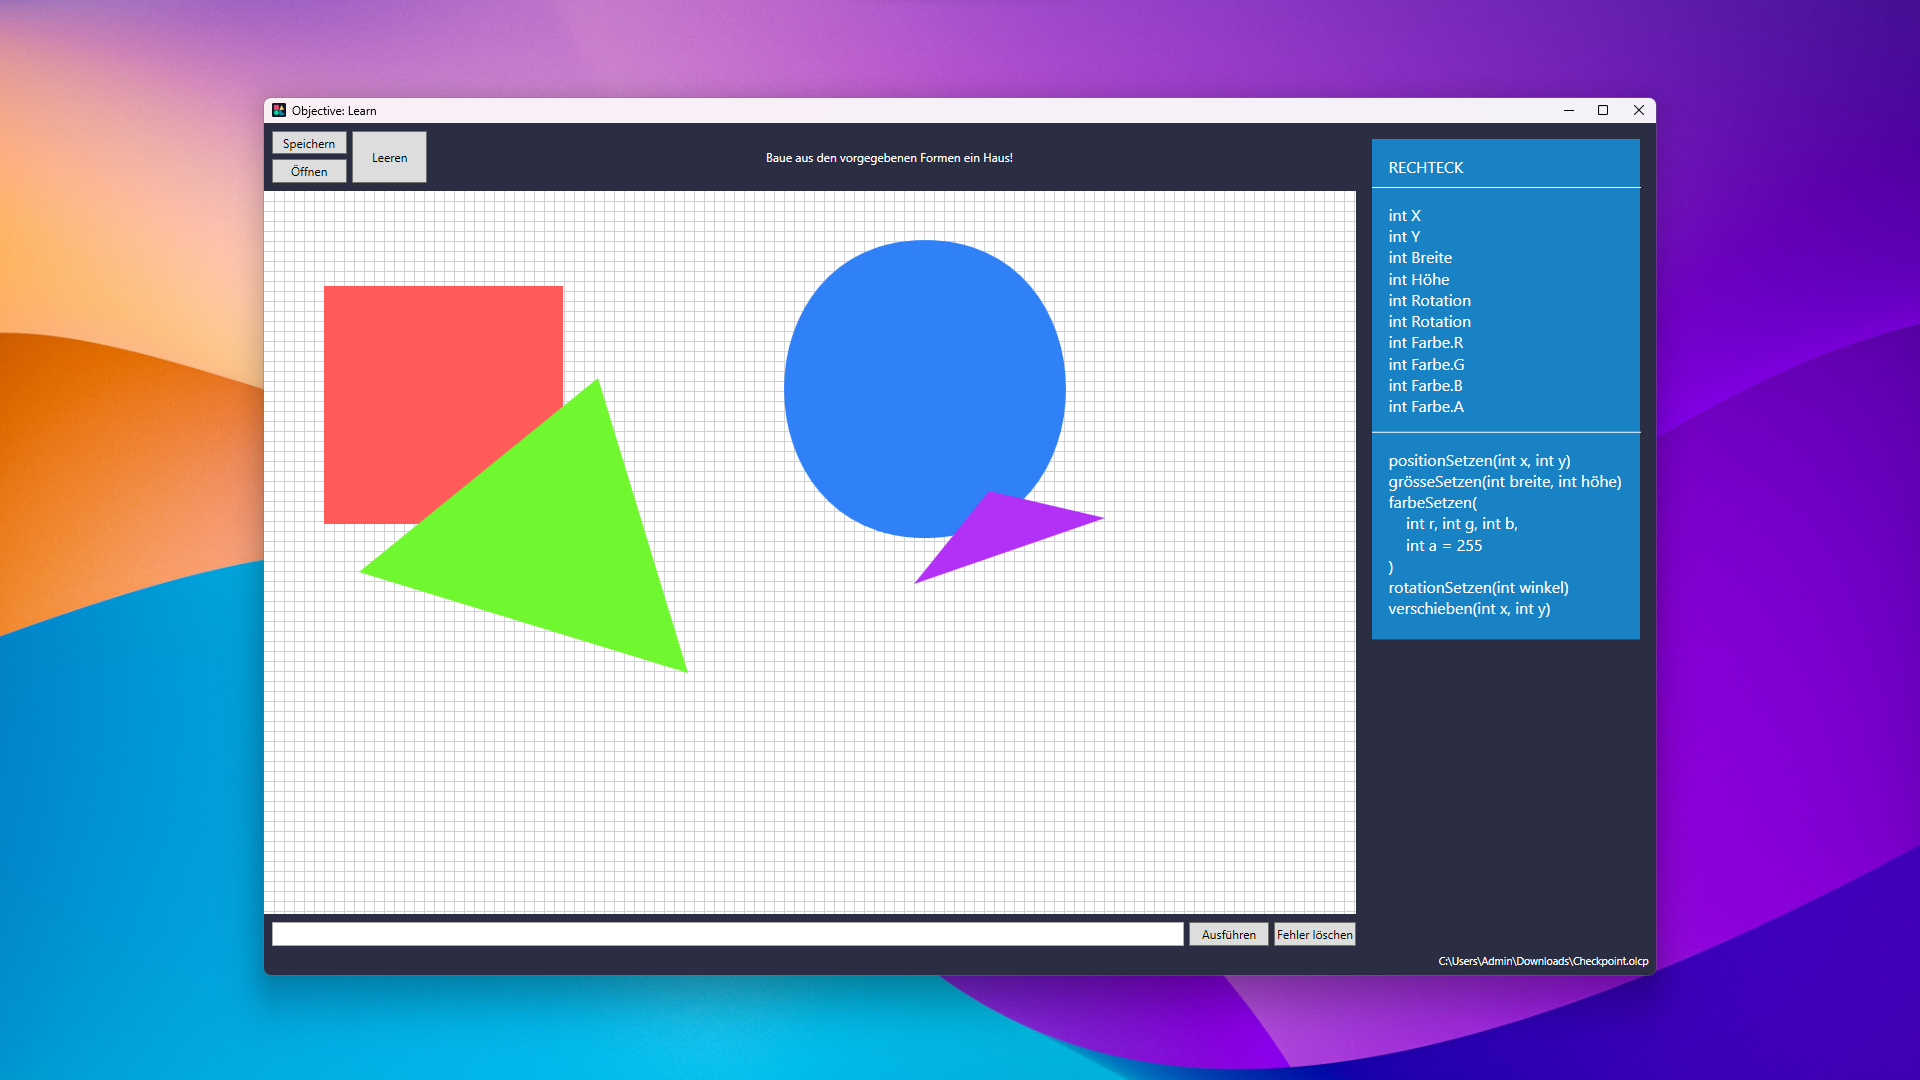 Objective: Learn
Speichern
Öffnen
Leeren
Baue aus den vorgegebenen Formen ein Haus!
RECHTECK
int X
int Y
int Breite
int Höhe
int Rotation
int Rotation
int Farbe.R
int Farbe.G
int Farbe.B
int Farbe.A
positionSetzen(int x, int y)
grösseSetzen(int breite, int höhe)
farbeSetzen(
int r, int g, int b,
int a = 255
)
rotationSetzen(int winkel)
verschieben(int x, int y)
Ausführen
Fehler löschen
C:\Users\Admin\Downloads\Checkpoint.olcp